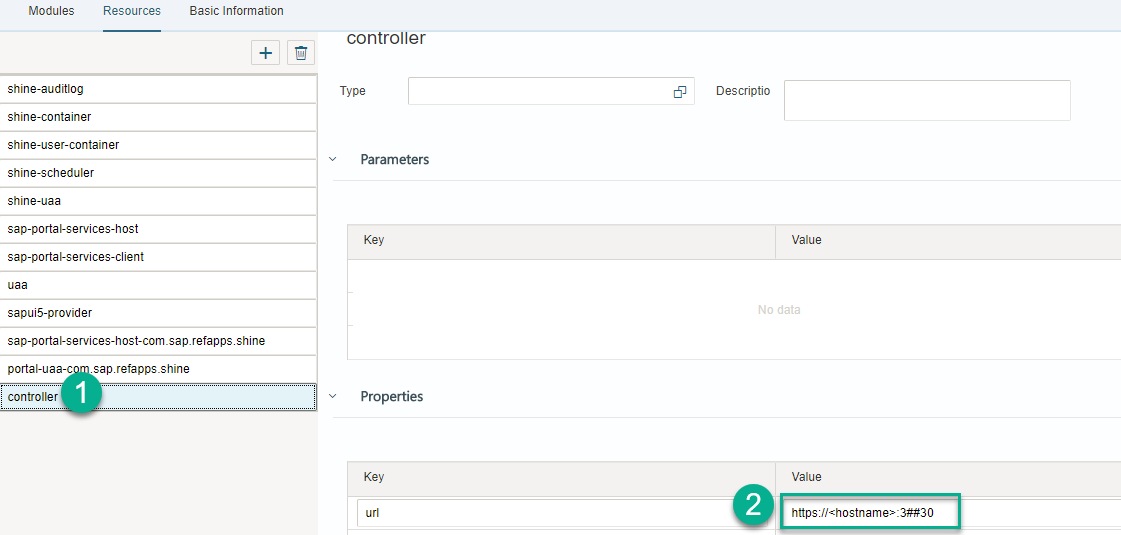 Modules Resources Basic Information
controller
Type Descriptio
shine-auditlog
shine-container
shine-user-container
shine-scheduler
shine-uaa
sap-portal-services-host
sap-portal-services-client
uaa
sapui5-provider
sap-portal-services-host-com.sap.refapps.shine
portal-uaa-com.sap.refapps.shine
controller 1
Parameters
Key Value
No data
Properties
Key Value
url 2 https://<hostname>:3##30